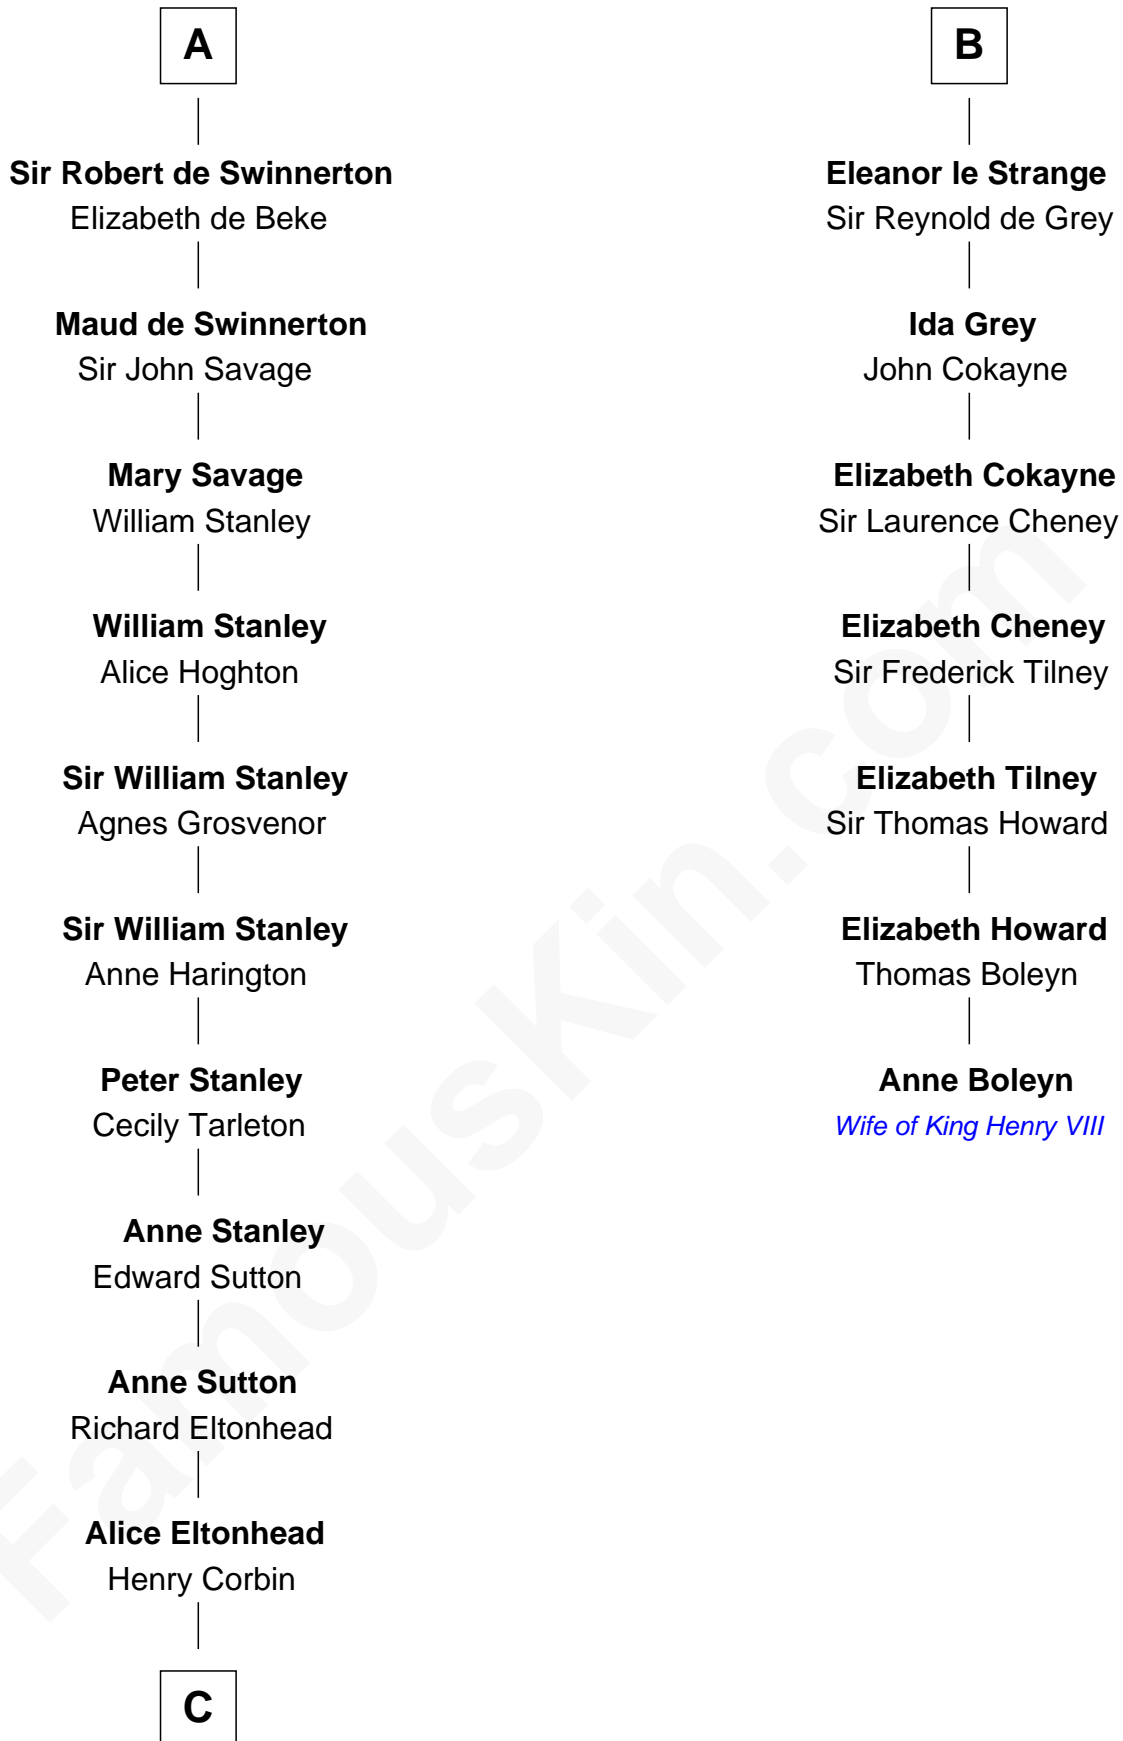 A
Sir Robert de Swinnerton
Elizabeth de Beke
Maud de Swinnerton
Sir John Savage
Mary Savage
William Stanley
William Stanley
Alice Hoghton
Sir William Stanley
Agnes Grosvenor
Sir William Stanley
Anne Harington
Peter Stanley
Cecily Tarleton
Anne Stanley
Edward Sutton
Anne Sutton
Richard Eltonhead
Alice Eltonhead
Henry Corbin
C
B
Eleanor le Strange
Sir Reynold de Grey
Ida Grey
John Cokayne
Elizabeth Cokayne
Sir Laurence Cheney
Elizabeth Cheney
Sir Frederick Tilney
Elizabeth Tilney
Sir Thomas Howard
Elizabeth Howard
Thomas Boleyn
Anne Boleyn
Wife of King Henry VIII
FamousKin.com